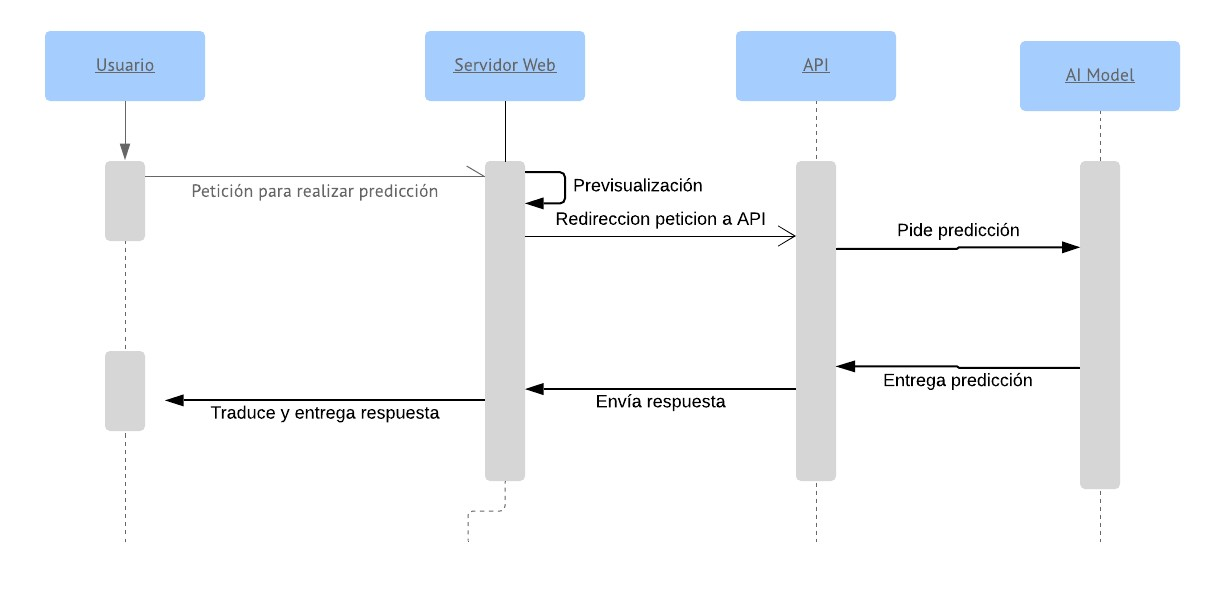 Usuario
Servidor Web
API
AI Model
Petición para realizar predicción
Previsualización
Redireccion peticion a API
Pide predicción
Entrega predicción
Envía respuesta
Traduce y entrega respuesta